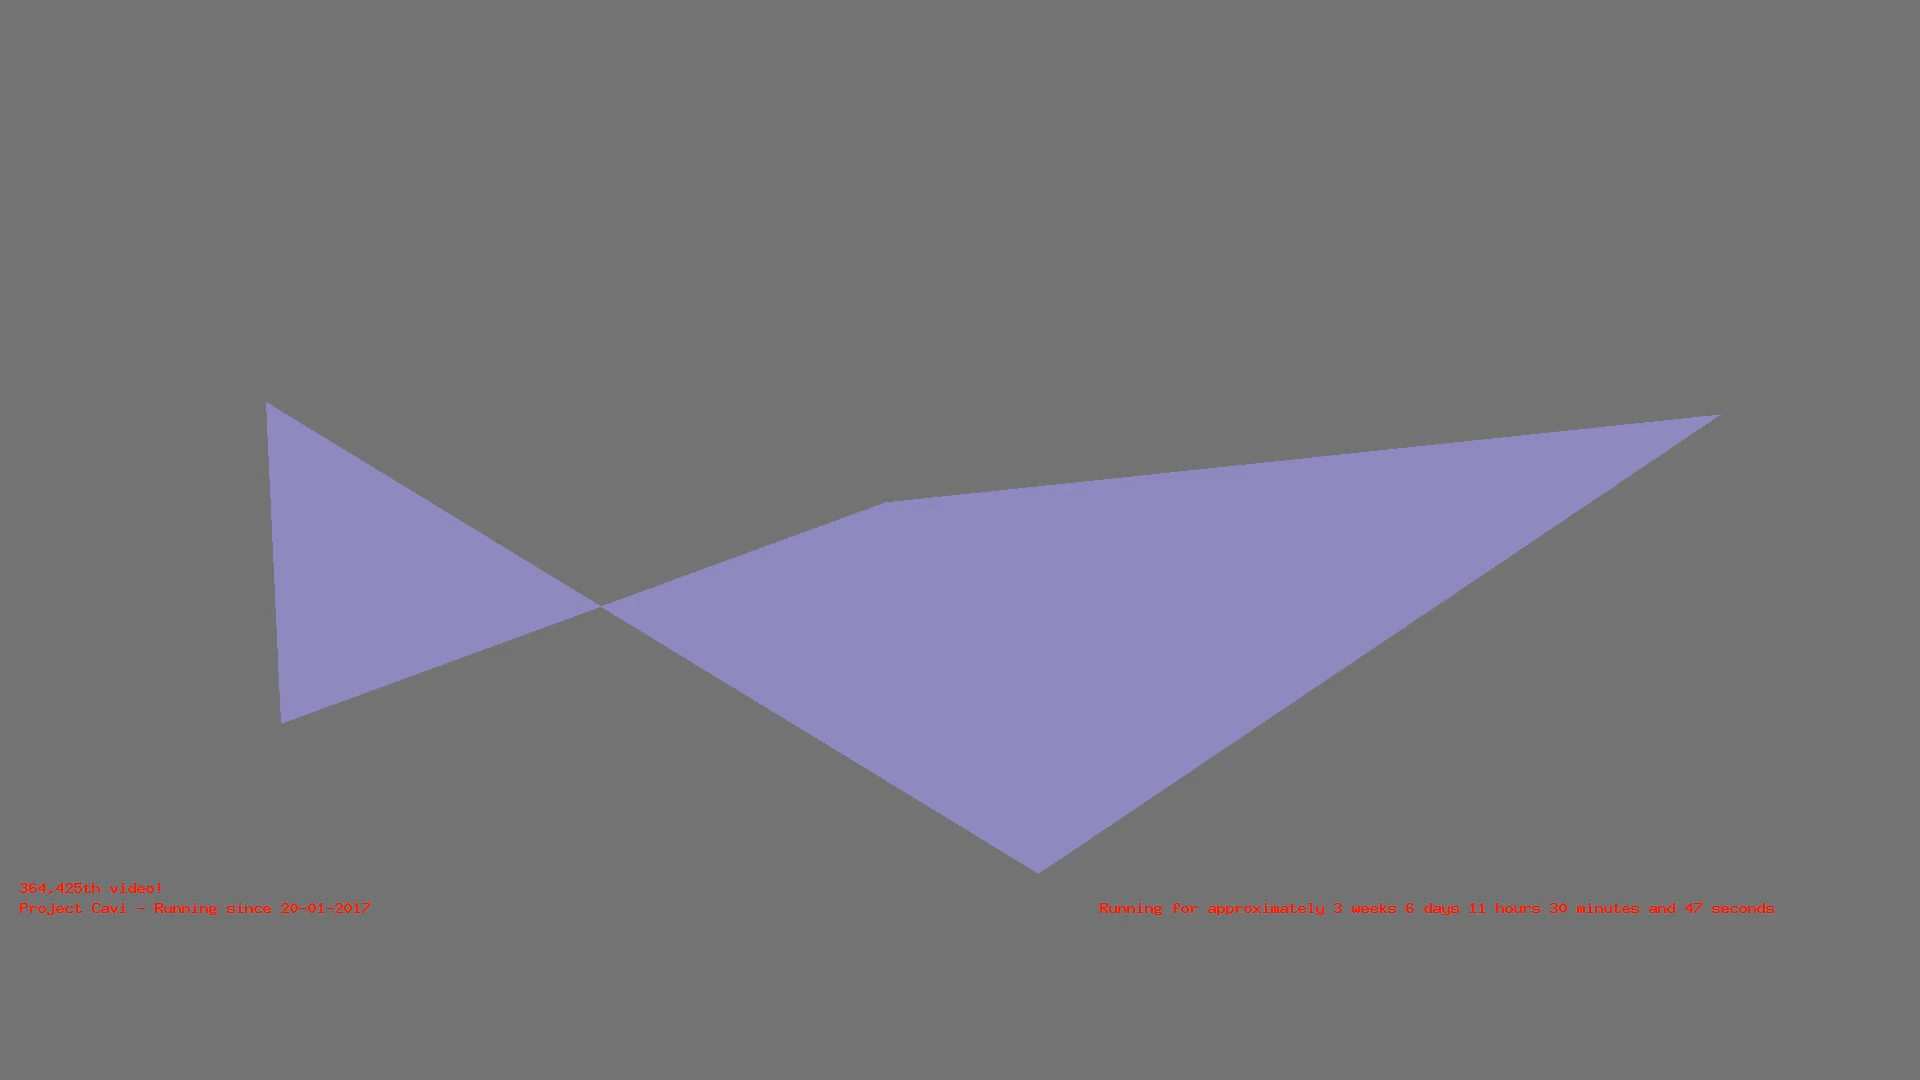 364,425th video!
Project Cavi - Running since 20-01-2017
Running for approximately 3 weeks 6 days 11 hours 30 minutes and 47 seconds